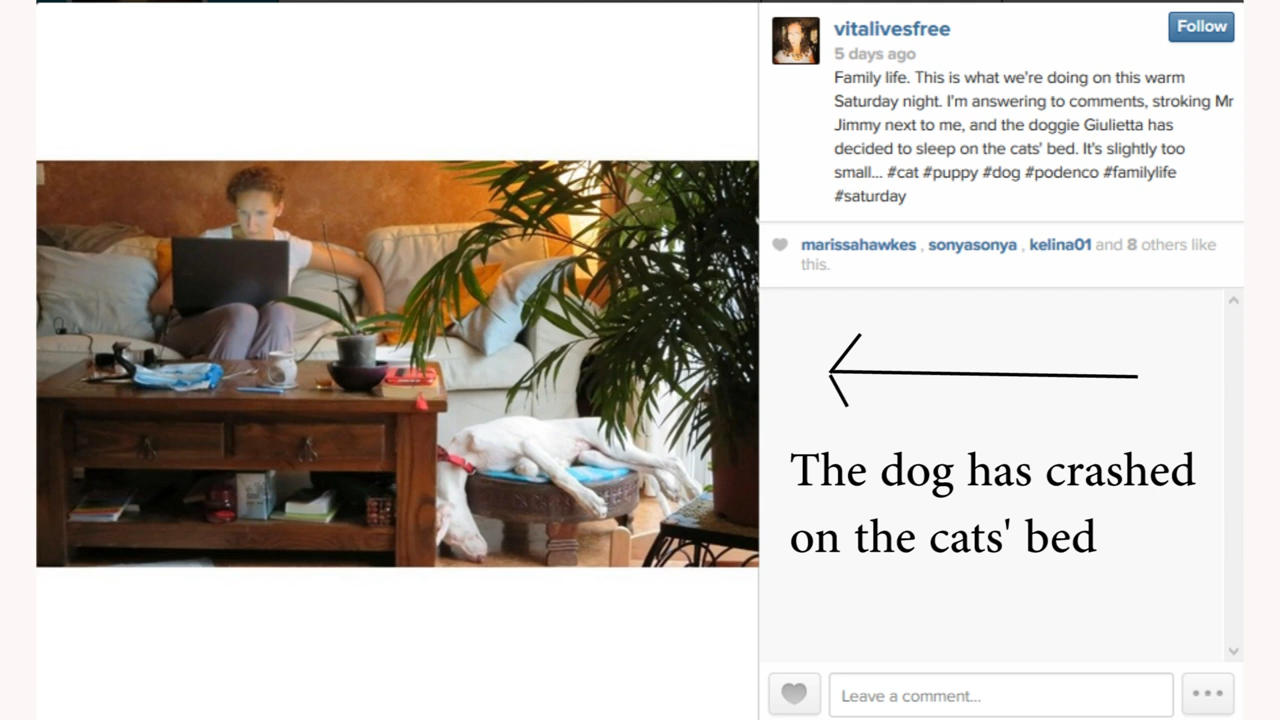 vitalivesfree
Follow
5 days ago
Family life. This is what we're doing on this warm
Saturday night. I'm answering to comments, stroking Mr
Jimmy next to me, and the doggie Giulietta has
decided to sleep on the cats' bed. It's slightly too
small... #cat #puppy #dog #podenco #familylife
#saturday
marissahawkes , sonyasonya , kelina01 and 8 others like
this.
The dog has crashed
on the cats' bed
Leave a comment...